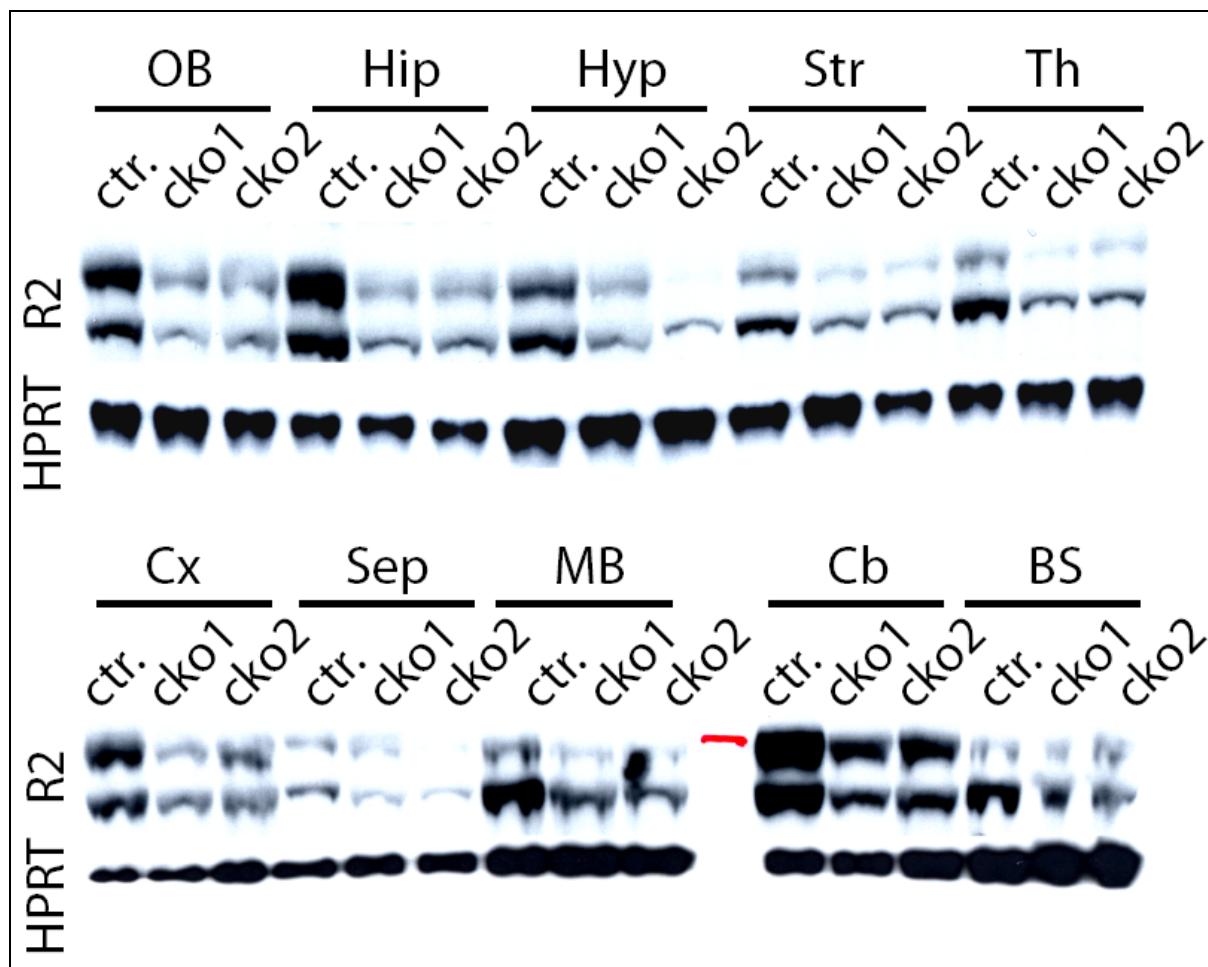 OB Hip Hyp Str Th
ctr. cko1 cko2 ctr. cko1 cko2 ctr. cko1 cko2 ctr. cko1 cko2 ctr. cko1 cko2
R2
HPRT
Cx Sep MB Cb BS
ctr. cko1 cko2 ctr. cko1 cko2 ctr. cko1 cko2 ctr. cko1 cko2 ctr. cko1 cko2
R2
HPRT